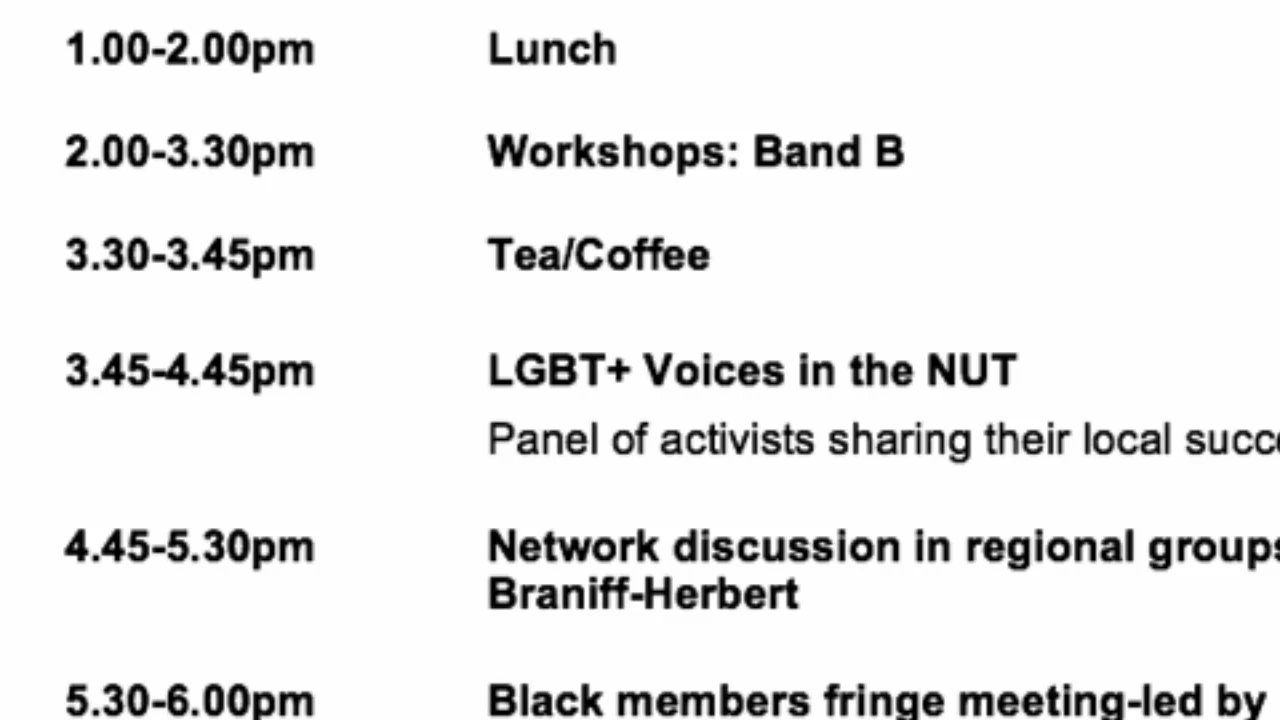 1.00-2.00pm Lunch
2.00-3.30pm Workshops: Band B
3.30-3.45pm Tea/Coffee
3.45-4.45pm LGBT+ Voices in the NUT
Panel of activists sharing their local
4.45-5.30pm Network discussion in regional groups
Braniff-Herbert
5.30-6.00pm Black members fringe meeting-led by